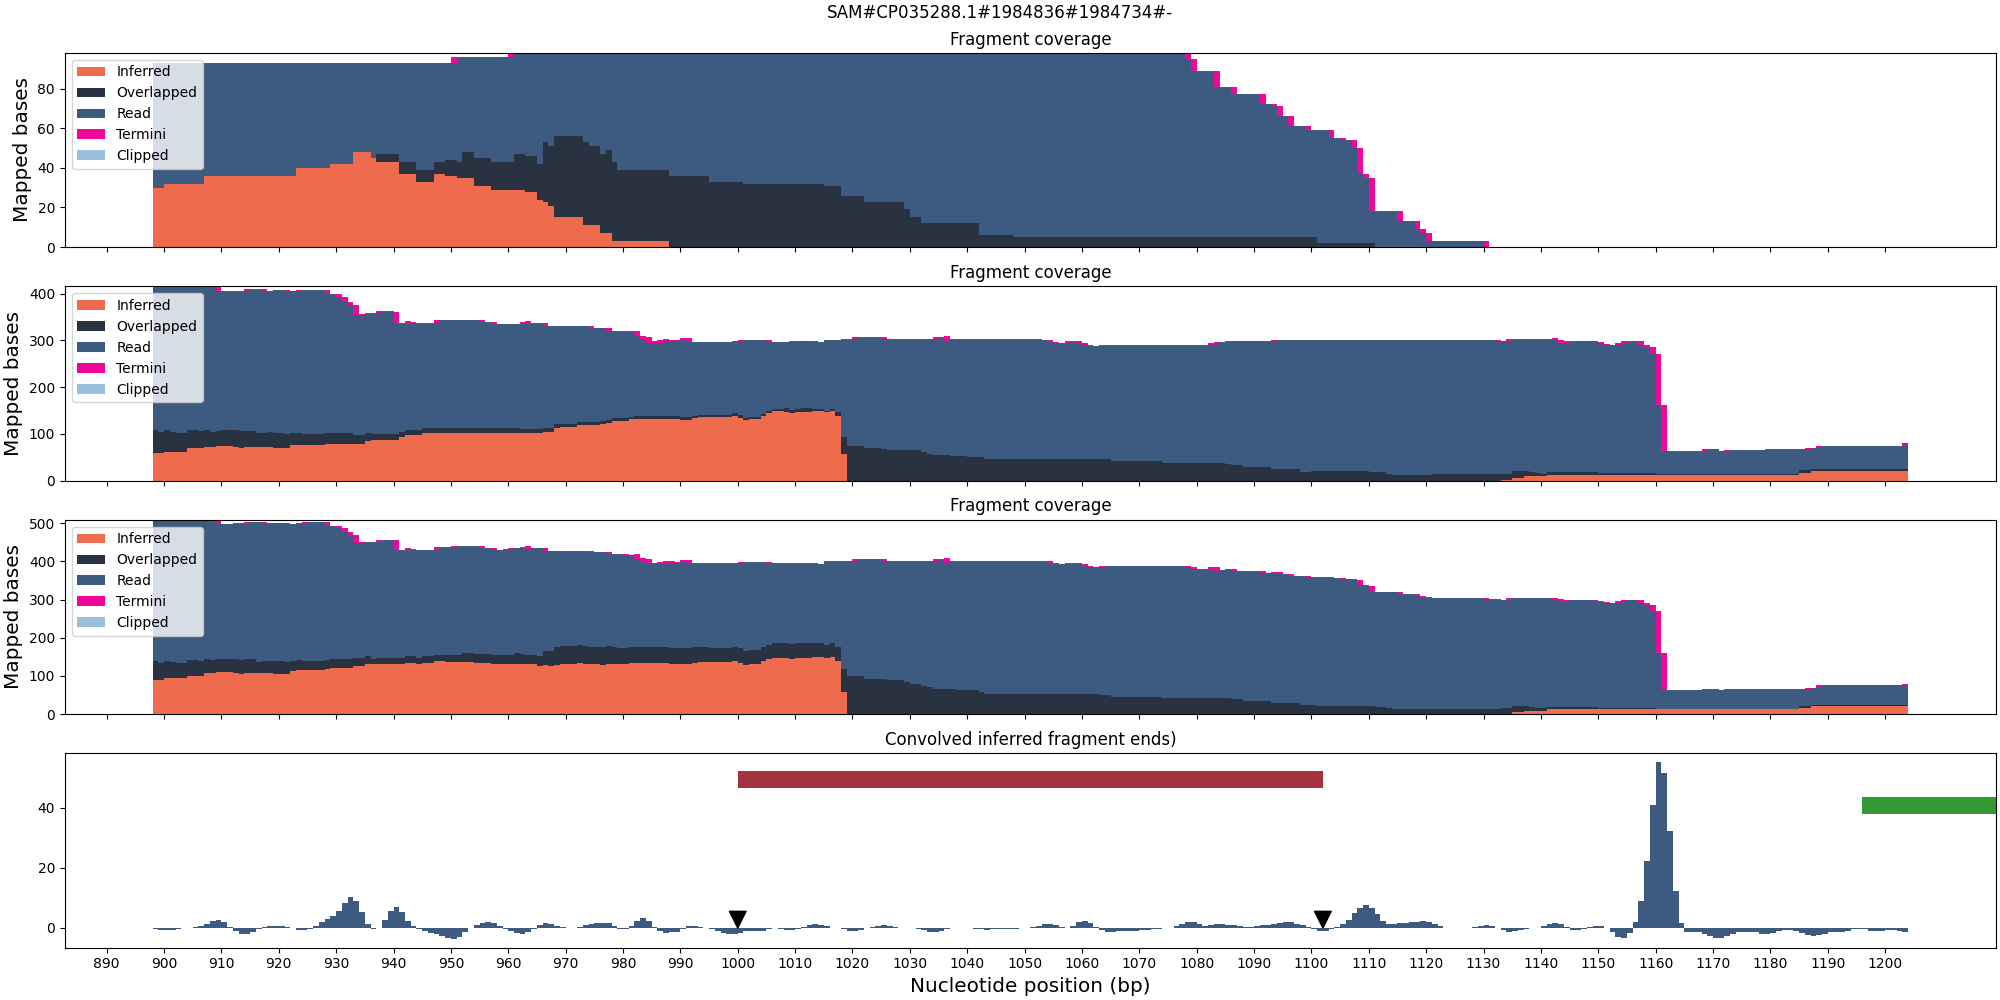 SAM#CP035288.1#1984836#1984734#-
Fragment coverage
Mapped bases
80
60
40
20
0
Inferred
Overlapped
Read
Termini
Clipped
Fragment coverage
Mapped bases
400
300
200
100
0
Inferred
Overlapped
Read
Termini
Clipped
Fragment coverage
Mapped bases
500
400
300
200
100
0
Inferred
Overlapped
Read
Termini
Clipped
Convolved inferred fragment ends)
40
20
0
890 900 910 920 930 940 950 960 970 980 990 1000 1010 1020 1030 1040 1050 1060 1070 1080 1090 1100 1110 1120 1130 1140 1150 1160 1170 1180 1190 1200
Nucleotide position (bp)